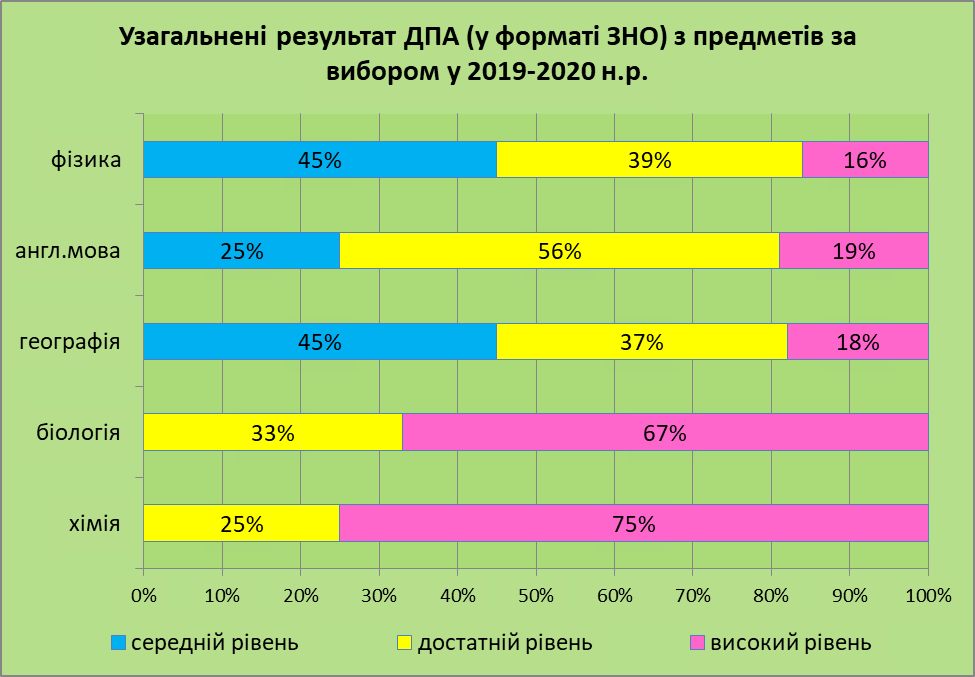 Узагальнені результат ДПА (у форматі ЗНО) з предметів за
вибором у 2019-2020 н.р.
фізика 45% 39% 16%
англ.мова 25% 56% 19%
географія 45% 37% 18%
біологія 33% 67%
хімія 25% 75%
0% 10% 20% 30% 40% 50% 60% 70% 80% 90% 100%
середній рівень достатній рівень високий рівень